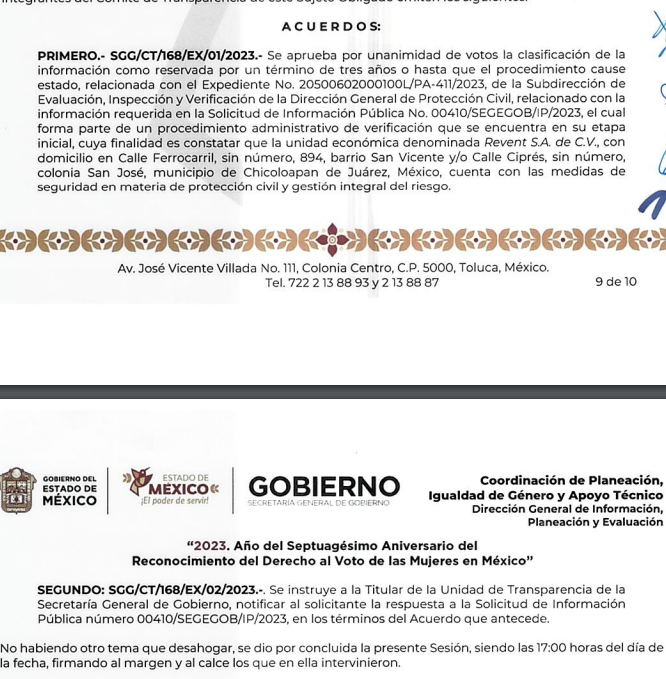 ACUERDOS:
PRIMERO.- SGG/CT/168/EX/01/2023.- Se aprueba por unanimidad de votos la clasificación de la
información como reservada por un término de tres años o hasta que el procedimiento cause
estado, relacionada con el Expediente No. 20500602000100L/PA-411/2023, de la Subdirección de
Evaluación, Inspección y Verificación de la Dirección General de Protección Civil, relacionado con la
información requerida en la Solicitud de Información Pública No. 00410/SEGEGOB/IP/2023, el cual
forma parte de un procedimiento administrativo de verificación que se encuentra en su etapa
inicial, cuya finalidad es constatar que la unidad económica denominada Revent S.A. de C.V., con
domicilio en Calle Ferrocarril, sin número, 894, barrio San Vicente y/o Calle Ciprés, sin número,
colonia San José, municipio de Chicoloapan de Juárez, México, cuenta con las medidas de
seguridad en materia de protección civil y gestión integral del riesgo.
Av. José Vicente Villada No. 111, Colonia Centro, C.P. 5000, Toluca, México.
Tel. 722 2 13 88 93 y 2 13 88 87
9 de 10
GOBIERNO DEL
ESTADO DE
MÉXICO
ESTADO DE
MÉXICO
¡El poder de servir!
GOBIERNO
SECRETARÍA GENERAL DE GOBIERNO
Coordinación de Planeación,
Igualdad de Género y Apoyo Técnico
Dirección General de Información,
Planeación y Evaluación
“2023. Año del Septuagésimo Aniversario del
Reconocimiento del Derecho al Voto de las Mujeres en México”
SEGUNDO: SGG/CT/168/EX/02/2023.-. Se instruye a la Titular de la Unidad de Transparencia de la
Secretaría General de Gobierno, notificar al solicitante la respuesta a la Solicitud de Información
Pública número 00410/SEGEGOB/IP/2023, en los términos del Acuerdo que antecede.
No habiendo otro tema que desahogar, se dio por concluida la presente Sesión, siendo las 17:00 horas del día de
la fecha, firmando al margen y al calce los que en ella intervinieron.